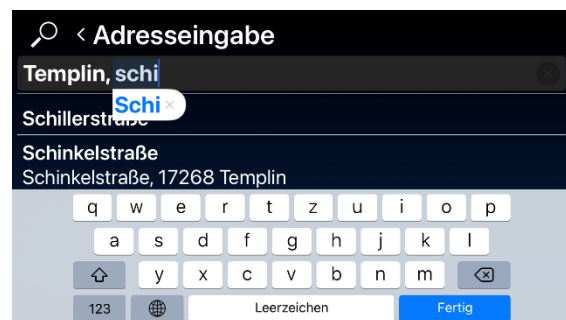 < Adresseingabe
Templin, schi
Schi ×
Schillerstraße
Schinkelstraße
Schinkelstraße, 17268 Templin
q w e r t z u i o p
a s d f g h j k l
y x c v b n m
123 Leerzeichen Fertig